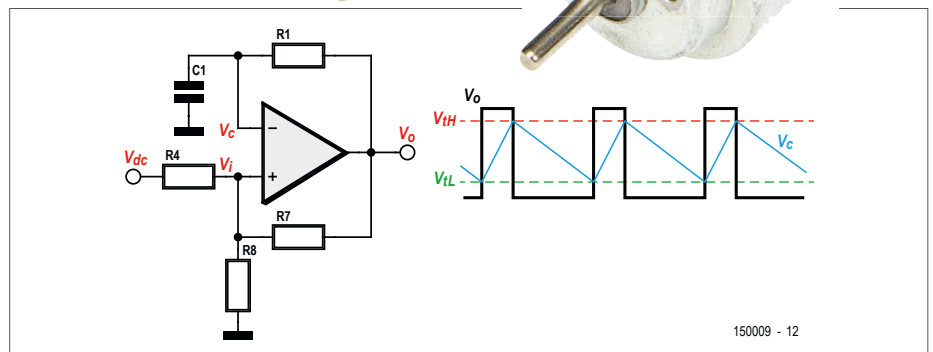 R1
C1
Vc
Vo
Vdc
R4
Vi
−
+
R7
R8
Vo
VtH
Vc
VtL
150009 - 12